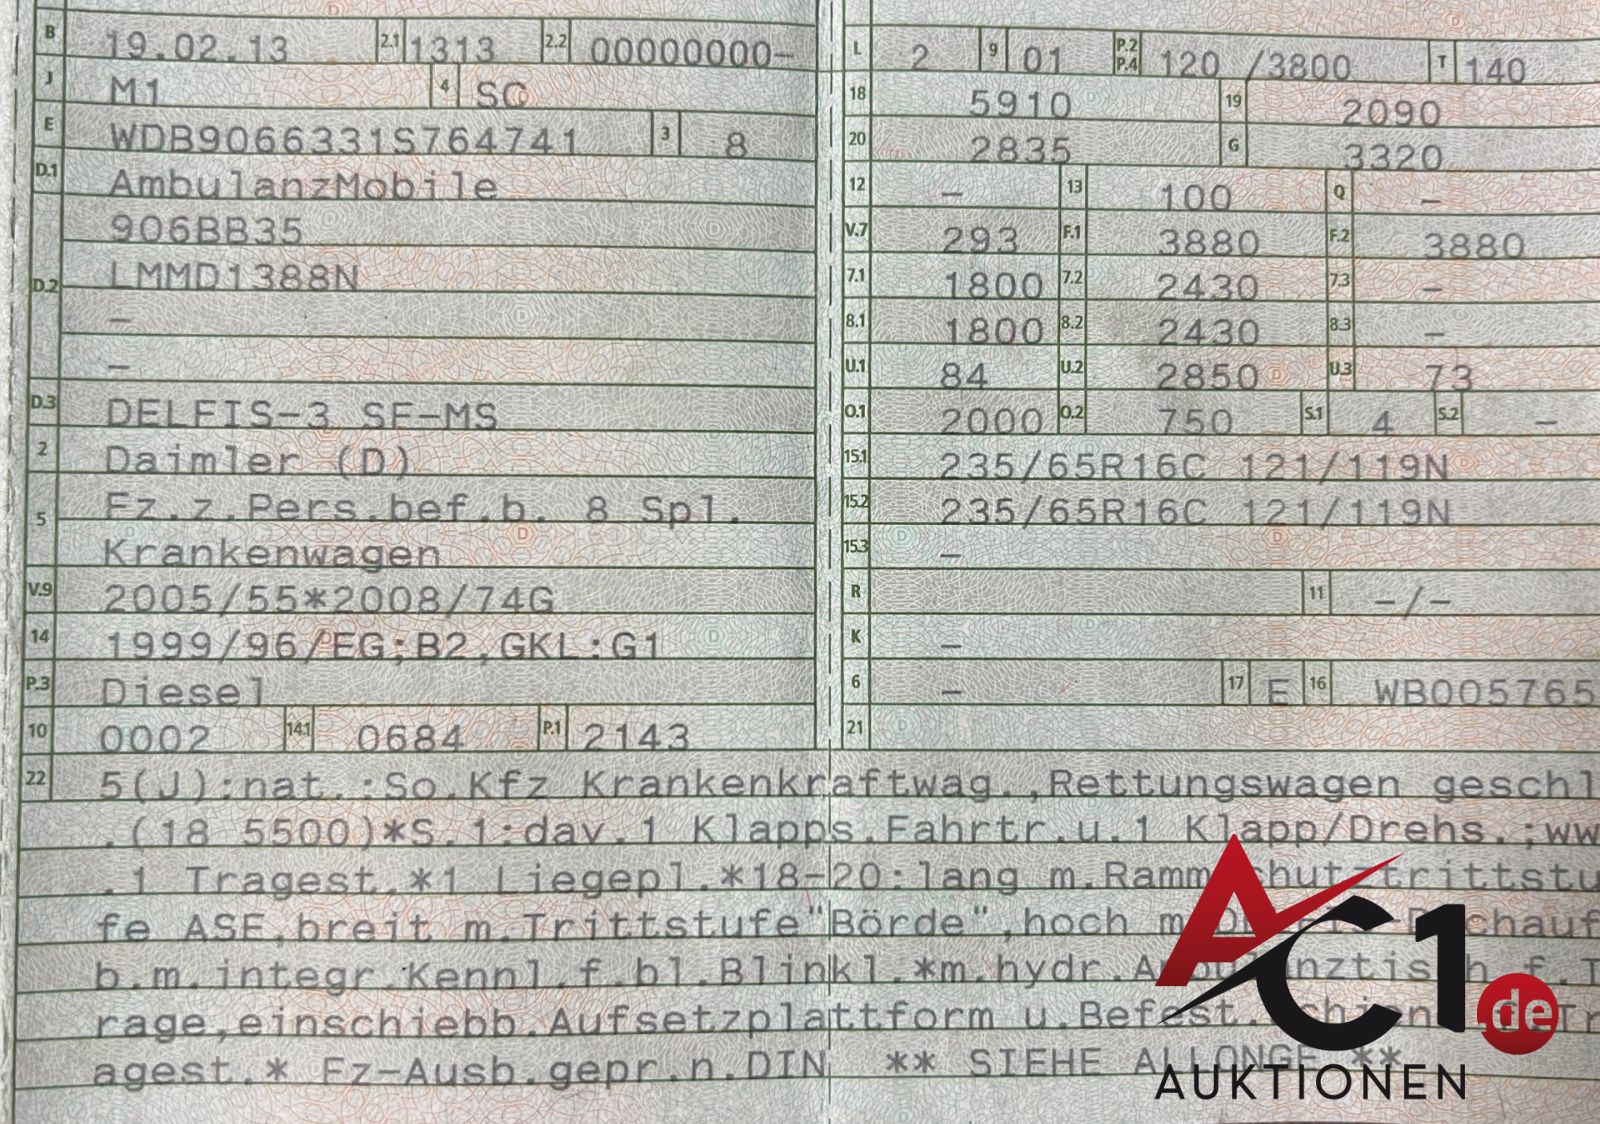 B 19.02.13 2.1 1313 2.2 00000000-
J M1 4 SC
E WDB9066331S764741 3 8
D.1 AmbulanzMobile
906BB35
D.2 LMMD1388N
-
-
D.3 DELFIS-3 SF-MS
2 Daimler (D)
5 Fz.z.Pers.bef.b. 8 Spl.
Krankenwagen
V.9 2005/55*2008/74G
14 1999/96/EG;B2,GKL:G1
P.3 Diesel
10 0002 14.1 0684 P.1 2143
L 2 9 01 P.2 P.4 120 /3800 T 140
18 5910 19 2090
20 2835 G 3320
12 - 13 100 Q -
V.7 293 F.1 3880 F.2 3880
7.1 1800 7.2 2430 7.3 -
8.1 1800 8.2 2430 8.3 -
U.1 84 U.2 2850 U.3 73
O.1 2000 O.2 750 S.1 4 S.2 -
15.1 235/65R16C 121/119N
15.2 235/65R16C 121/119N
15.3 -
R 11 -/-
K -
6 - 17 E 16 WB005765
21
22 5(J):nat.:So.Kfz Krankenkraftwag.,Rettungswagen geschl
.(18 5500)*S.1:dav.1 Klapps.Fahrtr.u.1 Klapp/Drehs.;ww
.1 Tragest.*1 Liegepl.*18-20:lang m.Rammschutztrittstu
fe ASF,breit m.Trittstufe"Börde",hoch m. chauf
b.m.integr.Kennl.f.bl.Blinkl.*m.hydr.Ambulanztisch f.T
rage,einschiebb.Aufsetzplattform u.Befest.
agest.* Fz-Ausb.gepr.n.DIN ** SIEHE ALLONGE **
AC1.de
AUKTIONEN